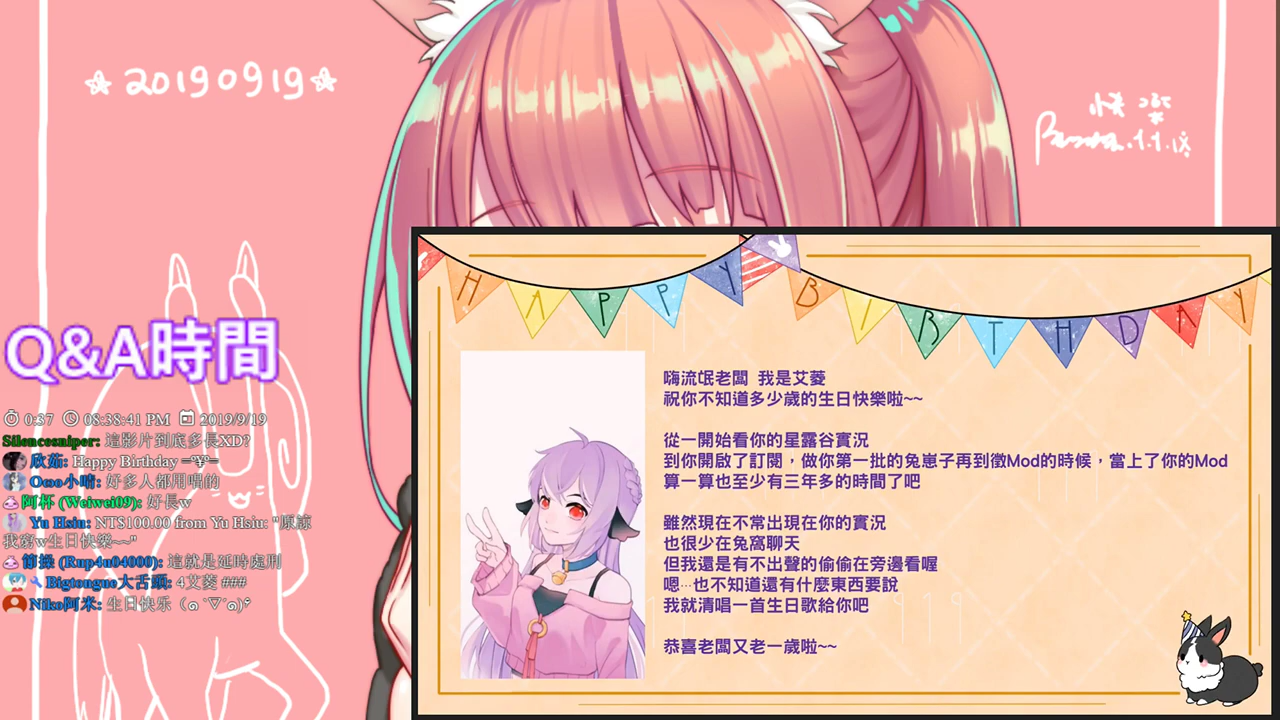 20190919
快樂
Q&A時間
0:37 08:38:41 PM 2019/9/19
Silencesniper: 這影片到底多長XD?
欣茹: Happy Birthday =ΦωΦ=
Oωo小晴: 好多人都用唱的
阿杯 (Weiwei09): 好長w
Yu Hsiu: NT$100.00 from Yu Hsiu: "原諒
我窮w生日快樂~~"
節操 (Rup4u04000): 這就是延時處刑
Bigtongue大舌頭: 4艾菱 ###
Niko阿米: 生日快乐
HAPPY BIRTHDAY
嗨流氓老闆 我是艾菱
祝你不知道多少歲的生日快樂啦~~
從一開始看你的星露谷實況
到你開啟了訂閱，做你第一批的兔崽子再到徵Mod的時候，當上了你的Mod
算一算也至少有三年多的時間了吧
雖然現在不常出現在你的實況
也很少在兔窩聊天
但我還是有不出聲的偷偷在旁邊看喔
嗯…也不知道還有什麼東西要說
我就清唱一首生日歌給你吧
恭喜老闆又老一歲啦~~